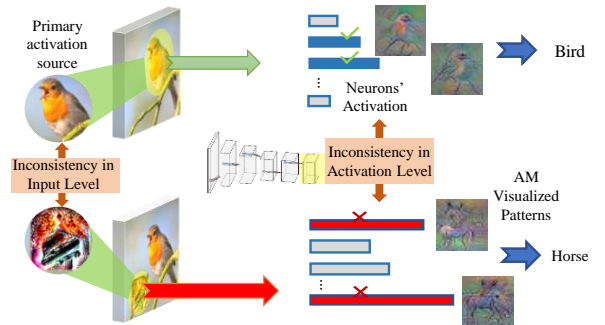 Primary
activation
source
Neurons'
Activation
Bird
Inconsistency in
Input Level
Inconsistency in
Activation Level
AM
Visualized
Patterns
Horse